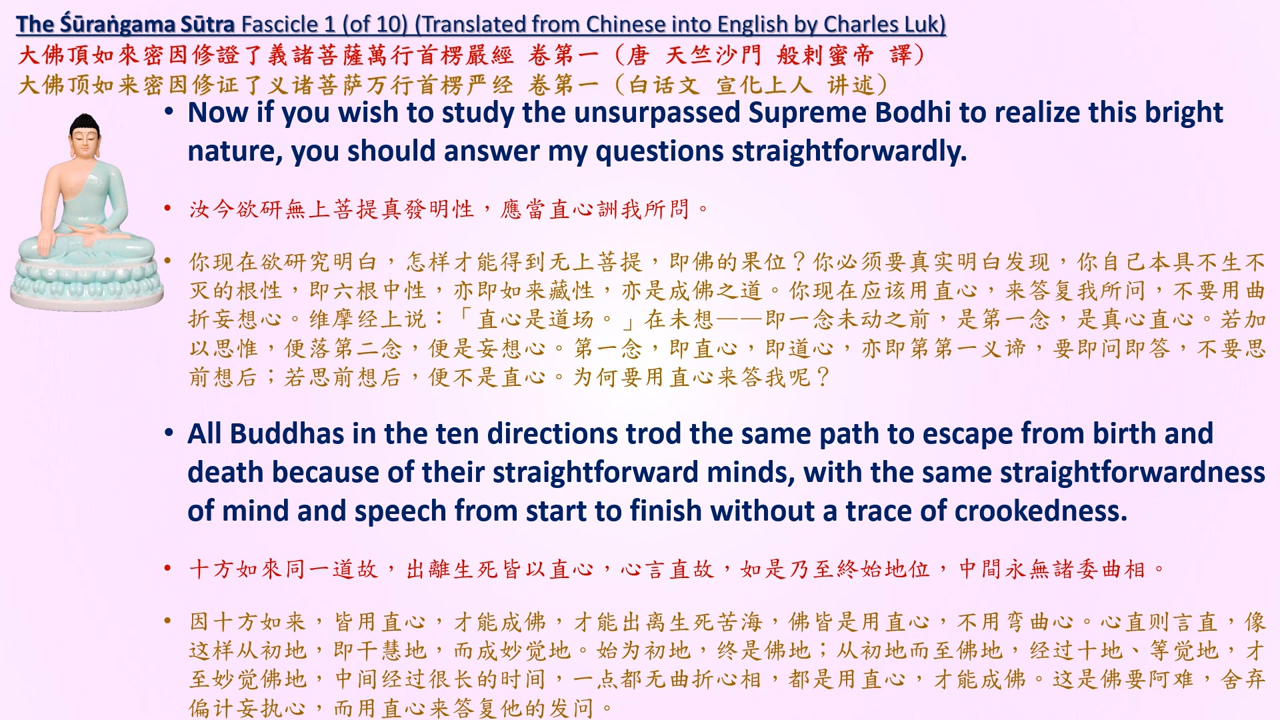 The Śūraṅgama Sūtra Fascicle 1 (of 10) (Translated from Chinese into English by Charles Luk)
大佛頂如來密因修證了義諸菩薩萬行首楞嚴經 卷第一（唐 天竺沙門 般剌蜜帝 譯）
大佛顶如来密因修证了义诸菩萨万行首楞严经 卷第一（白话文 宣化上人 讲述）
• Now if you wish to study the unsurpassed Supreme Bodhi to realize this bright
nature, you should answer my questions straightforwardly.
• 汝今欲研無上菩提真發明性，應當直心詶我所問。
• 你现在欲研究明白，怎样才能得到无上菩提，即佛的果位？你必须要真实明白发现，你自己本具不生不
灭的根性，即六根中性，亦即如来藏性，亦是成佛之道。你现在应该用直心，来答复我所问，不要用曲
折妄想心。维摩经上说：「直心是道场。」在未想——即一念未动之前，是第一念，是真心直心。若加
以思惟，便落第二念，便是妄想心。第一念，即直心，即道心，亦即第第一义谛，要即问即答，不要思
前想后；若思前想后，便不是直心。为何要用直心来答我呢？
• All Buddhas in the ten directions trod the same path to escape from birth and
death because of their straightforward minds, with the same straightforwardness
of mind and speech from start to finish without a trace of crookedness.
• 十方如來同一道故，出離生死皆以直心，心言直故，如是乃至終始地位，中間永無諸委曲相。
• 因十方如来，皆用直心，才能成佛，才能出离生死苦海，佛皆是用直心，不用弯曲心。心直则言直，像
这样从初地，即干慧地，而成妙觉地。始为初地，终是佛地；从初地而至佛地，经过十地、等觉地，才
至妙觉佛地，中间经过很长的时间，一点都无曲折心相，都是用直心，才能成佛。这是佛要阿难，舍弃
偏计妄执心，而用直心来答复他的发问。